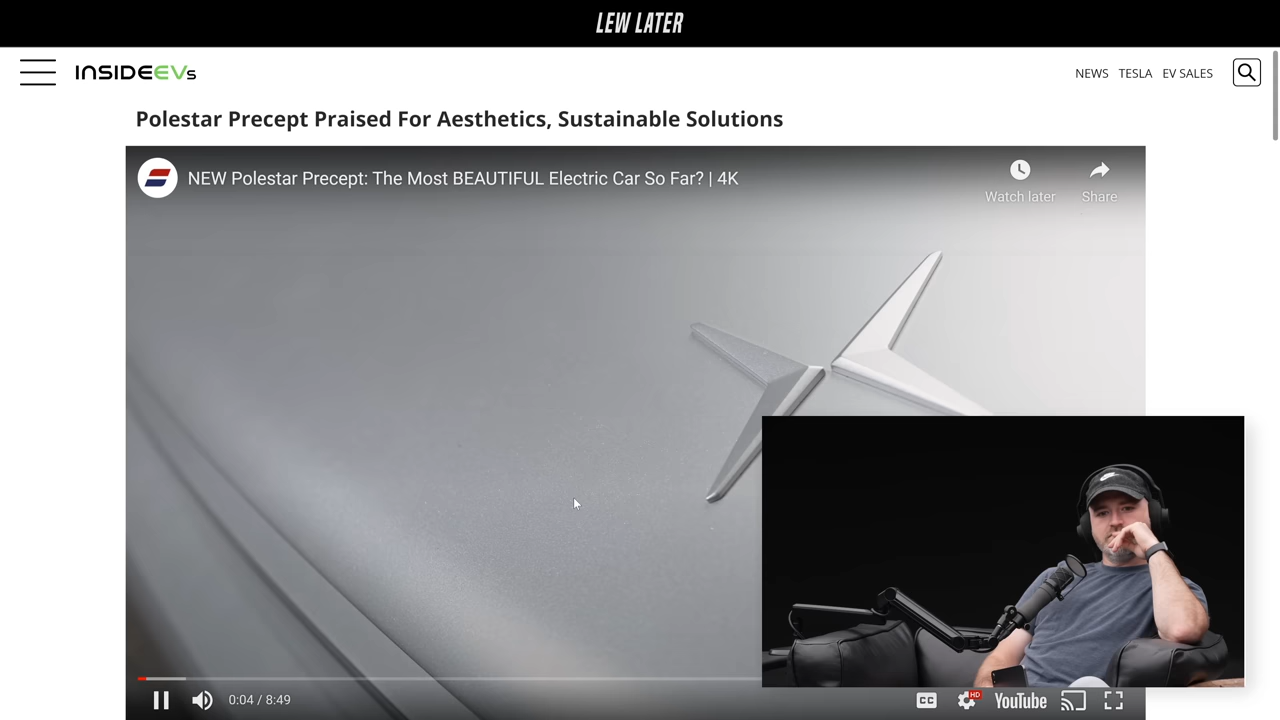 LEW LATER
INSIDEEVs
NEWS TESLA EV SALES
Polestar Precept Praised For Aesthetics, Sustainable Solutions
NEW Polestar Precept: The Most BEAUTIFUL Electric Car So Far? | 4K
Watch later
Share
0:04 / 8:49
CC
HD
YouTube